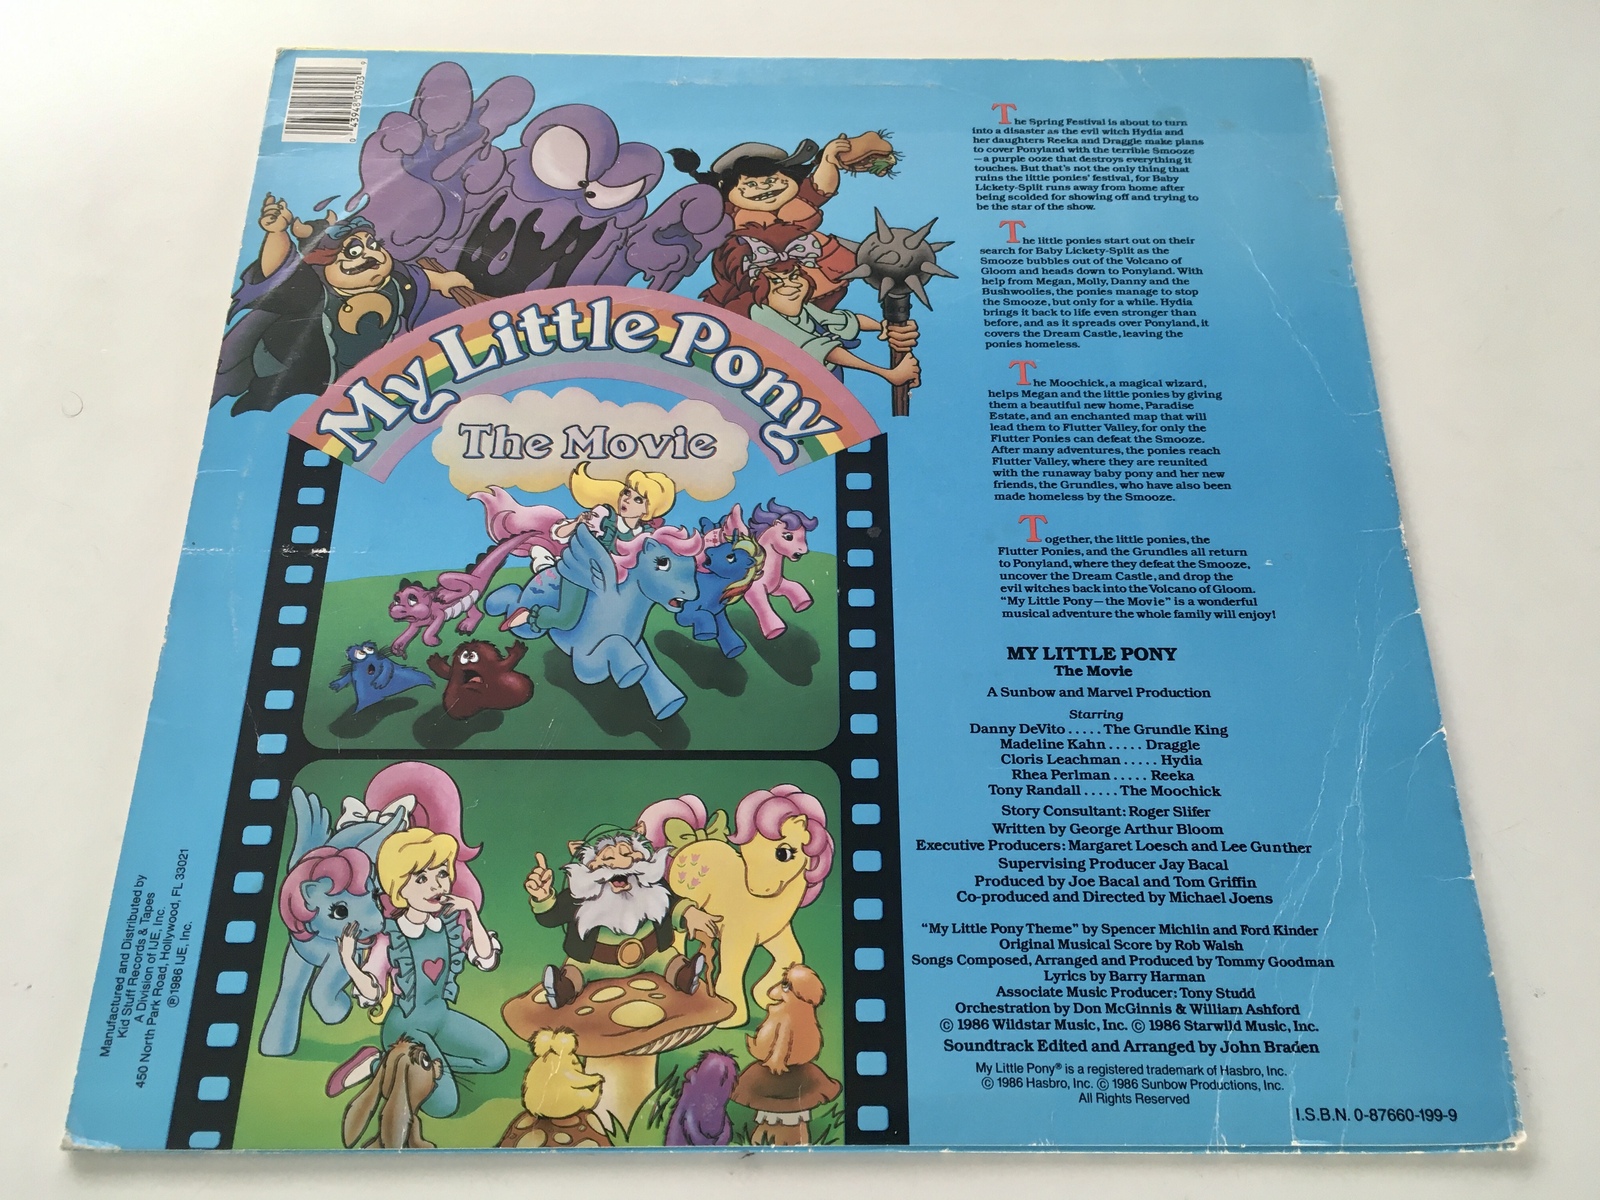 0 43948 03903 9
My Little Pony
The Movie
The Spring Festival is about to turn
into a disaster as the evil witch Hydia and
her daughters Reeka and Draggle make plans
to cover Ponyland with the terrible Smooze
—a purple ooze that destroys everything it
touches. But that's not the only thing that
ruins the little ponies' festival, for Baby
Lickety-Split runs away from home after
being scolded for showing off and trying to
be the star of the show.
The little ponies start out on their
search for Baby Lickety-Split as the
Smooze bubbles out of the Volcano of
Gloom and heads down to Ponyland. With
help from Megan, Molly, Danny and the
Bushwoolies, the ponies manage to stop
the Smooze, but only for a while. Hydia
brings it back to life even stronger than
before, and as it spreads over Ponyland, it
covers the Dream Castle, leaving the
ponies homeless.
The Moochick, a magical wizard,
helps Megan and the little ponies by giving
them a beautiful new home, Paradise
Estate, and an enchanted map that will
lead them to Flutter Valley, for only the
Flutter Ponies can defeat the Smooze.
After many adventures, the ponies reach
Flutter Valley, where they are reunited
with the runaway baby pony and her new
friends, the Grundles, who have also been
made homeless by the Smooze.
Together, the little ponies, the
Flutter Ponies, and the Grundles all return
to Ponyland, where they defeat the Smooze,
uncover the Dream Castle, and drop the
evil witches back into the Volcano of Gloom.
"My Little Pony—the Movie" is a wonderful
musical adventure the whole family will enjoy!
MY LITTLE PONY
The Movie
A Sunbow and Marvel Production
Starring
Danny DeVito . . . . . The Grundle King
Madeline Kahn . . . . . Draggle
Cloris Leachman . . . . . Hydia
Rhea Perlman . . . . . Reeka
Tony Randall . . . . . The Moochick
Story Consultant: Roger Slifer
Written by George Arthur Bloom
Executive Producers: Margaret Loesch and Lee Gunther
Supervising Producer Jay Bacal
Produced by Joe Bacal and Tom Griffin
Co-produced and Directed by Michael Joens
"My Little Pony Theme" by Spencer Michlin and Ford Kinder
Original Musical Score by Rob Walsh
Songs Composed, Arranged and Produced by Tommy Goodman
Lyrics by Barry Harman
Associate Music Producer: Tony Studd
Orchestration by Don McGinnis & William Ashford
© 1986 Wildstar Music, Inc. © 1986 Starwild Music, Inc.
Soundtrack Edited and Arranged by John Braden
My Little Pony® is a registered trademark of Hasbro, Inc.
© 1986 Hasbro, Inc. © 1986 Sunbow Productions, Inc.
All Rights Reserved
I.S.B.N. 0-87660-199-9
Manufactured and Distributed by
Kid Stuff Records & Tapes
A Division of IJE, Inc.
450 North Park Road, Hollywood, FL 33021
℗ 1986 IJE, Inc.